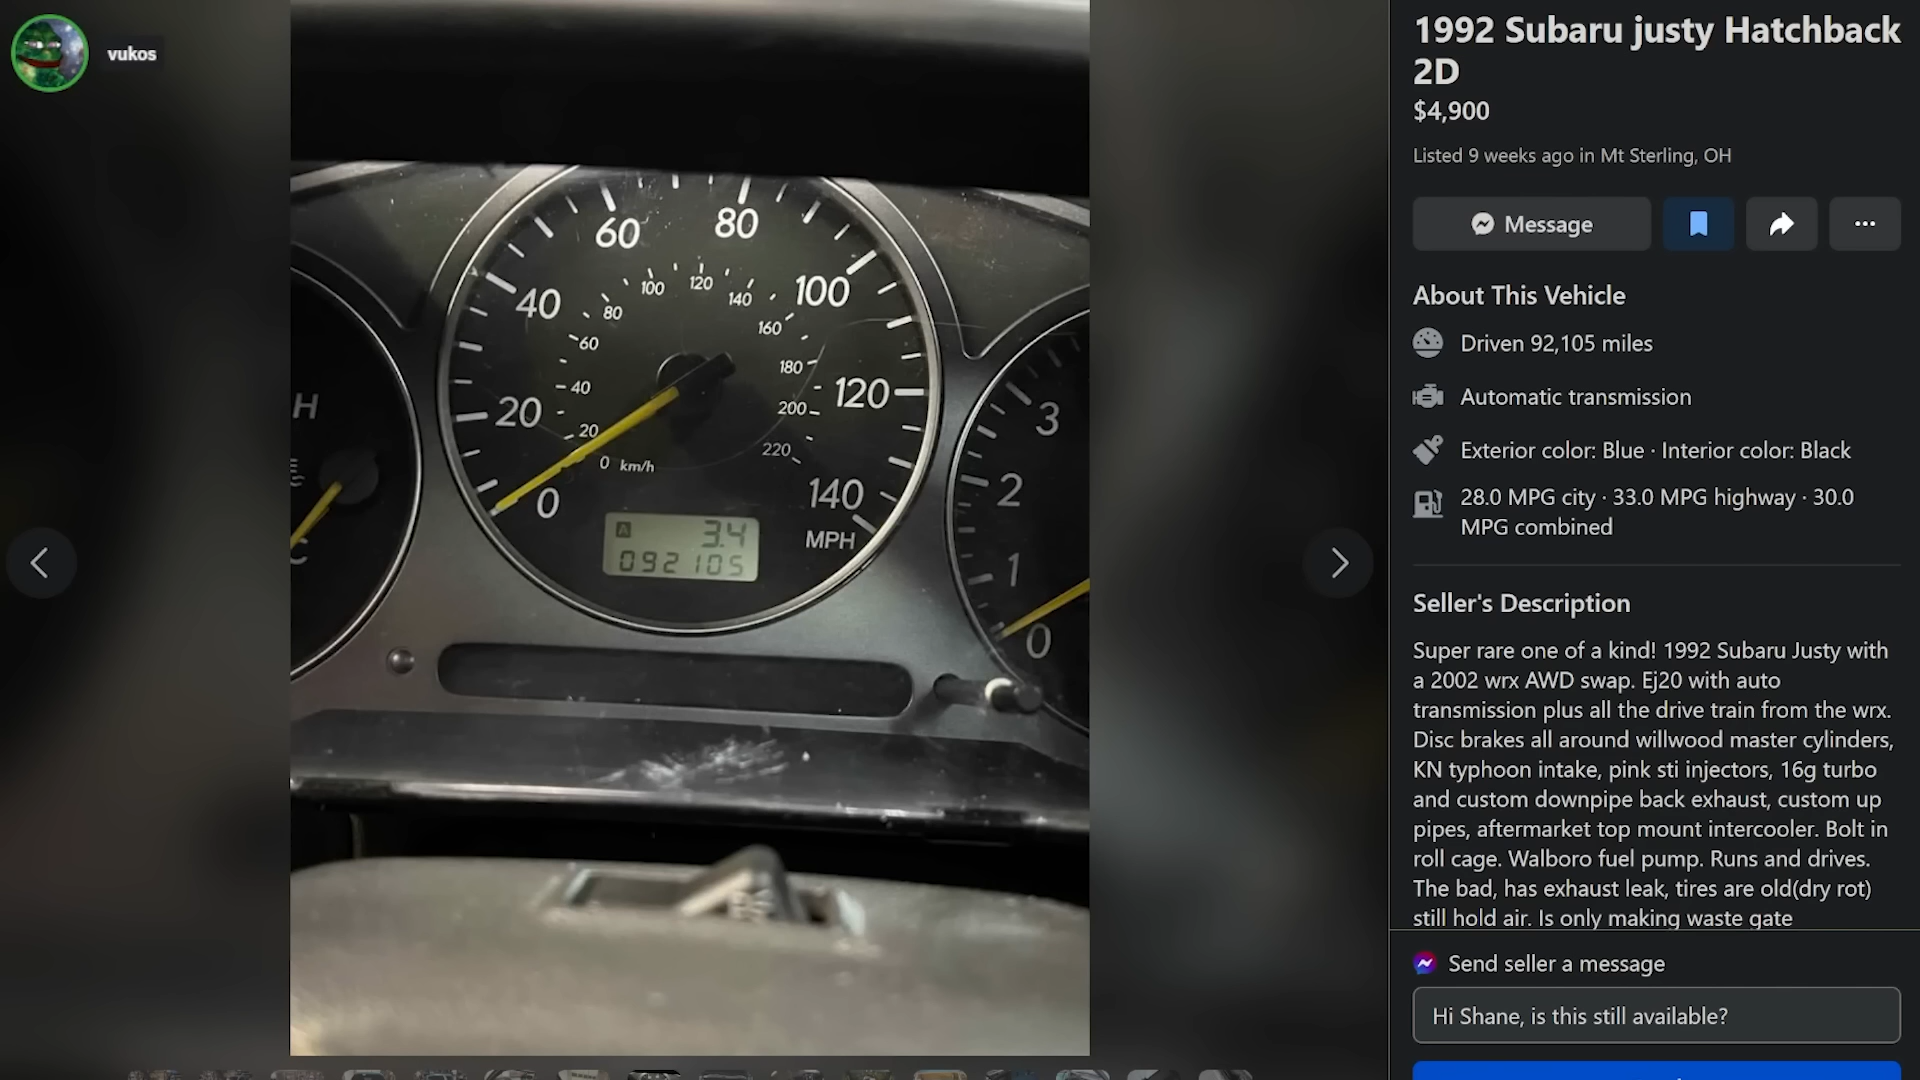 vukos
60
80
40
100
20
120
0
140
MPH
20
40
60
80
100
120
140
160
180
200
220
0 km/h
A 3.4
092105
H
C
3
2
1
0
1992 Subaru justy Hatchback
2D
$4,900
Listed 9 weeks ago in Mt Sterling, OH
Message
About This Vehicle
Driven 92,105 miles
Automatic transmission
Exterior color: Blue · Interior color: Black
28.0 MPG city · 33.0 MPG highway · 30.0
MPG combined
Seller's Description
Super rare one of a kind! 1992 Subaru Justy with
a 2002 wrx AWD swap. Ej20 with auto
transmission plus all the drive train from the wrx.
Disc brakes all around willwood master cylinders,
KN typhoon intake, pink sti injectors, 16g turbo
and custom downpipe back exhaust, custom up
pipes, aftermarket top mount intercooler. Bolt in
roll cage. Walboro fuel pump. Runs and drives.
The bad, has exhaust leak, tires are old(dry rot)
still hold air. Is only making waste gate
Send seller a message
Hi Shane, is this still available?